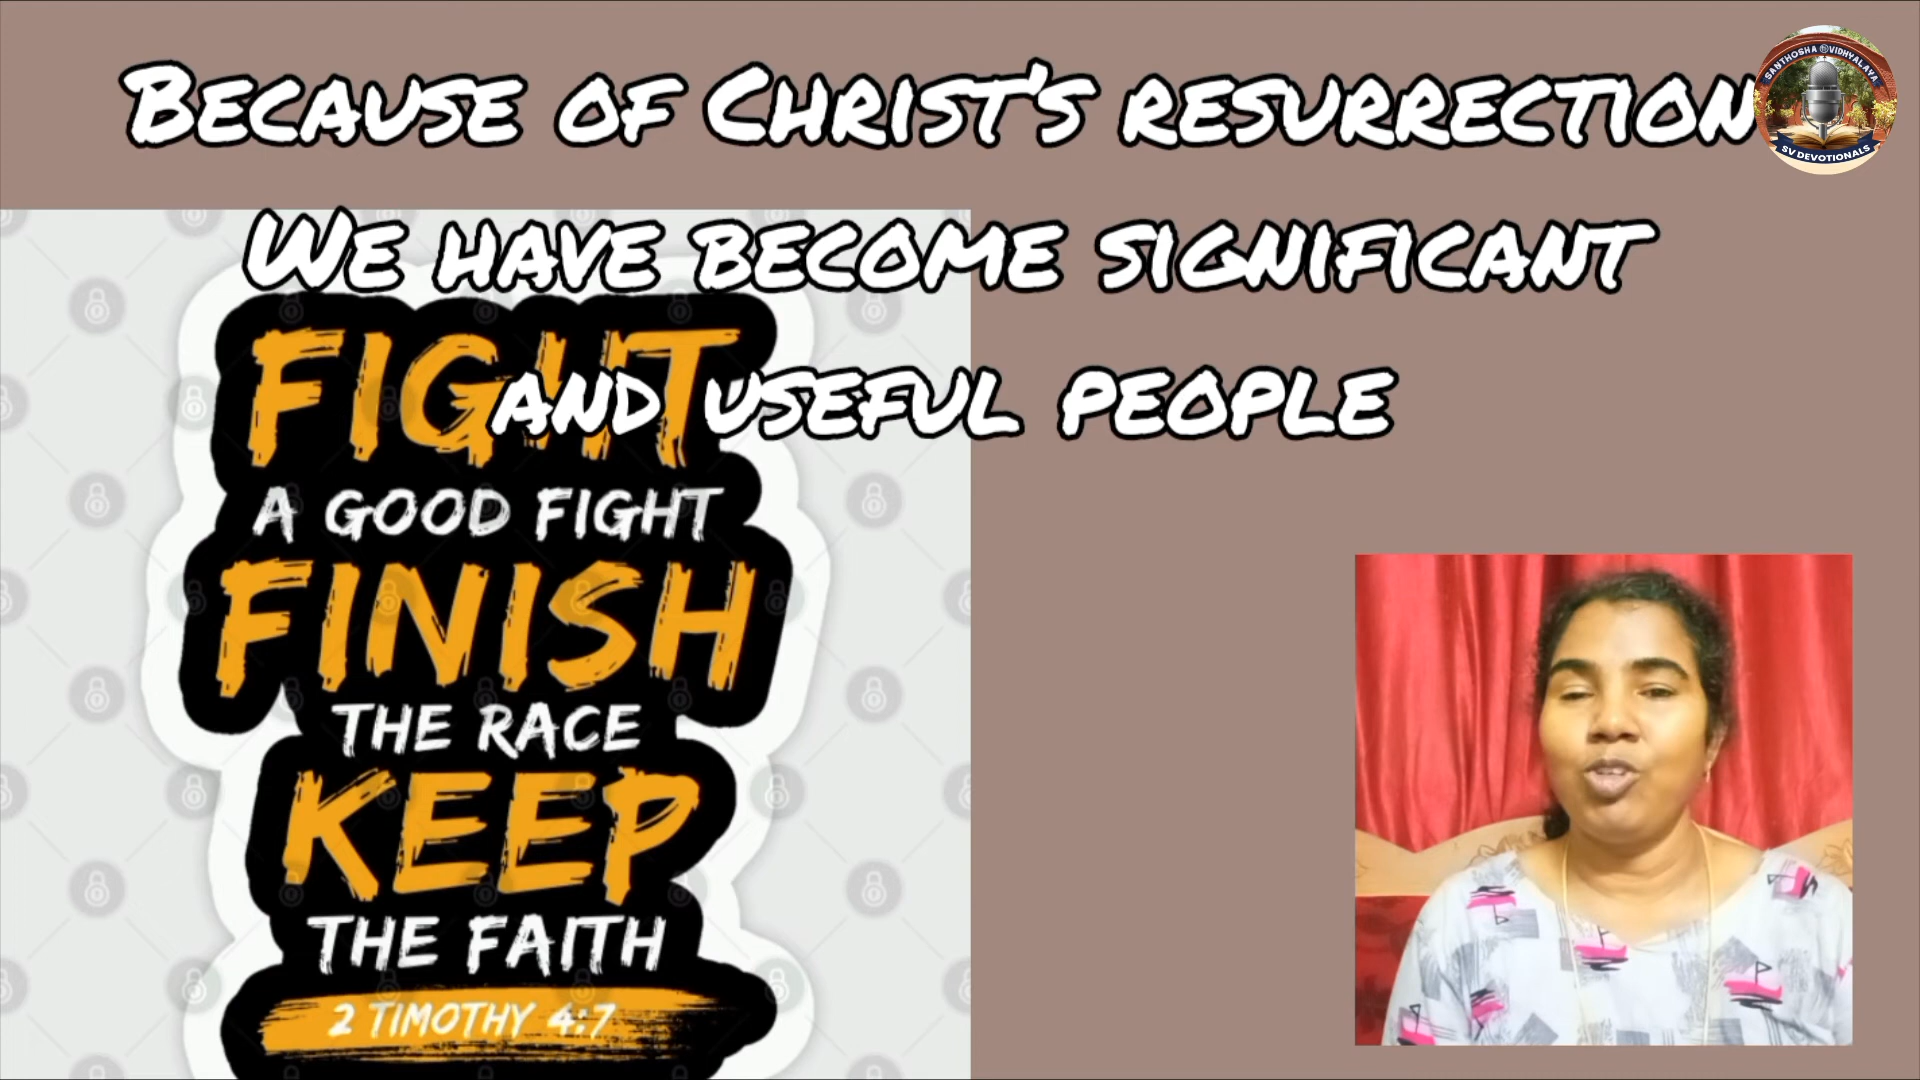 Because of Christ's resurrection
We have become significant
and useful people
SANTHOSHA VIDHYALAYA
SV DEVOTIONALS
FIGHT
A GOOD FIGHT
FINISH
THE RACE
KEEP
THE FAITH
2 TIMOTHY 4:7